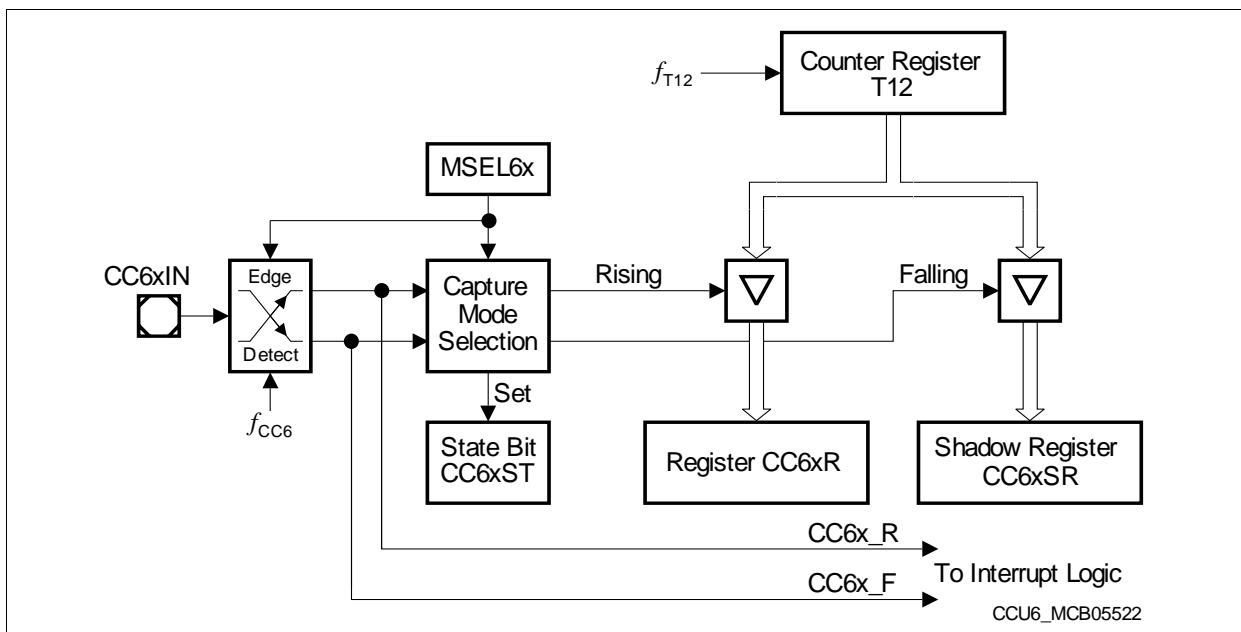 Counter Register
T12
fT12
MSEL6x
CC6xIN
Edge
Detect
Capture
Mode
Selection
Rising
Falling
Set
fCC6
State Bit
CC6xST
Register CC6xR
Shadow Register
CC6xSR
CC6x_R
To Interrupt Logic
CC6x_F
CCU6_MCB05522